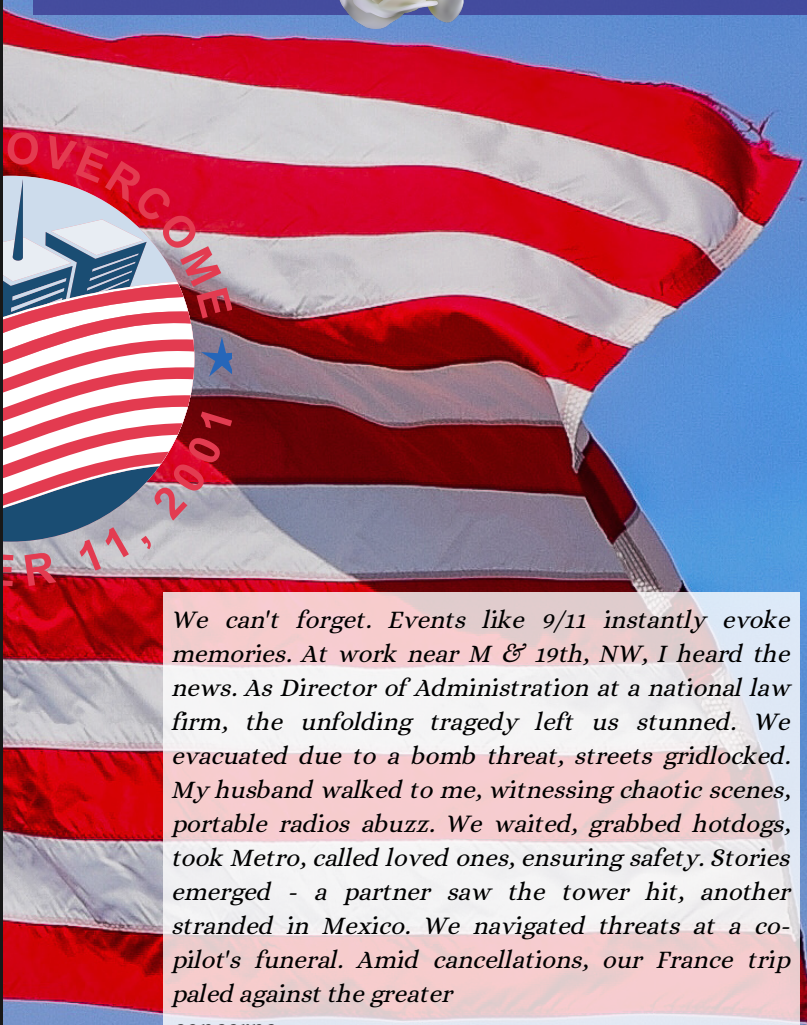 OVERCOME
ER 11, 2001
We can't forget. Events like 9/11 instantly evoke
memories. At work near M & 19th, NW, I heard the
news. As Director of Administration at a national law
firm, the unfolding tragedy left us stunned. We
evacuated due to a bomb threat, streets gridlocked.
My husband walked to me, witnessing chaotic scenes,
portable radios abuzz. We waited, grabbed hotdogs,
took Metro, called loved ones, ensuring safety. Stories
emerged - a partner saw the tower hit, another
stranded in Mexico. We navigated threats at a co-
pilot's funeral. Amid cancellations, our France trip
paled against the greater